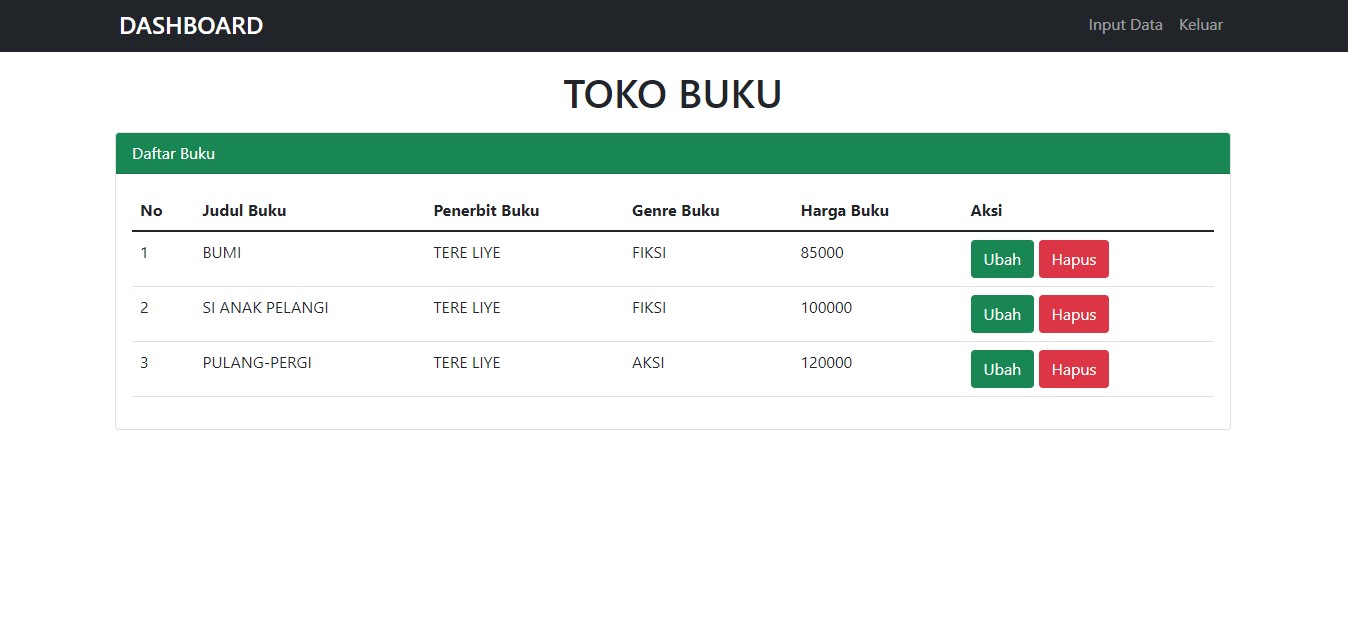 DASHBOARD Input Data Keluar
TOKO BUKU
Daftar Buku
No Judul Buku Penerbit Buku Genre Buku Harga Buku Aksi
1 BUMI TERE LIYE FIKSI 85000 Ubah Hapus
2 SI ANAK PELANGI TERE LIYE FIKSI 100000 Ubah Hapus
3 PULANG-PERGI TERE LIYE AKSI 120000 Ubah Hapus